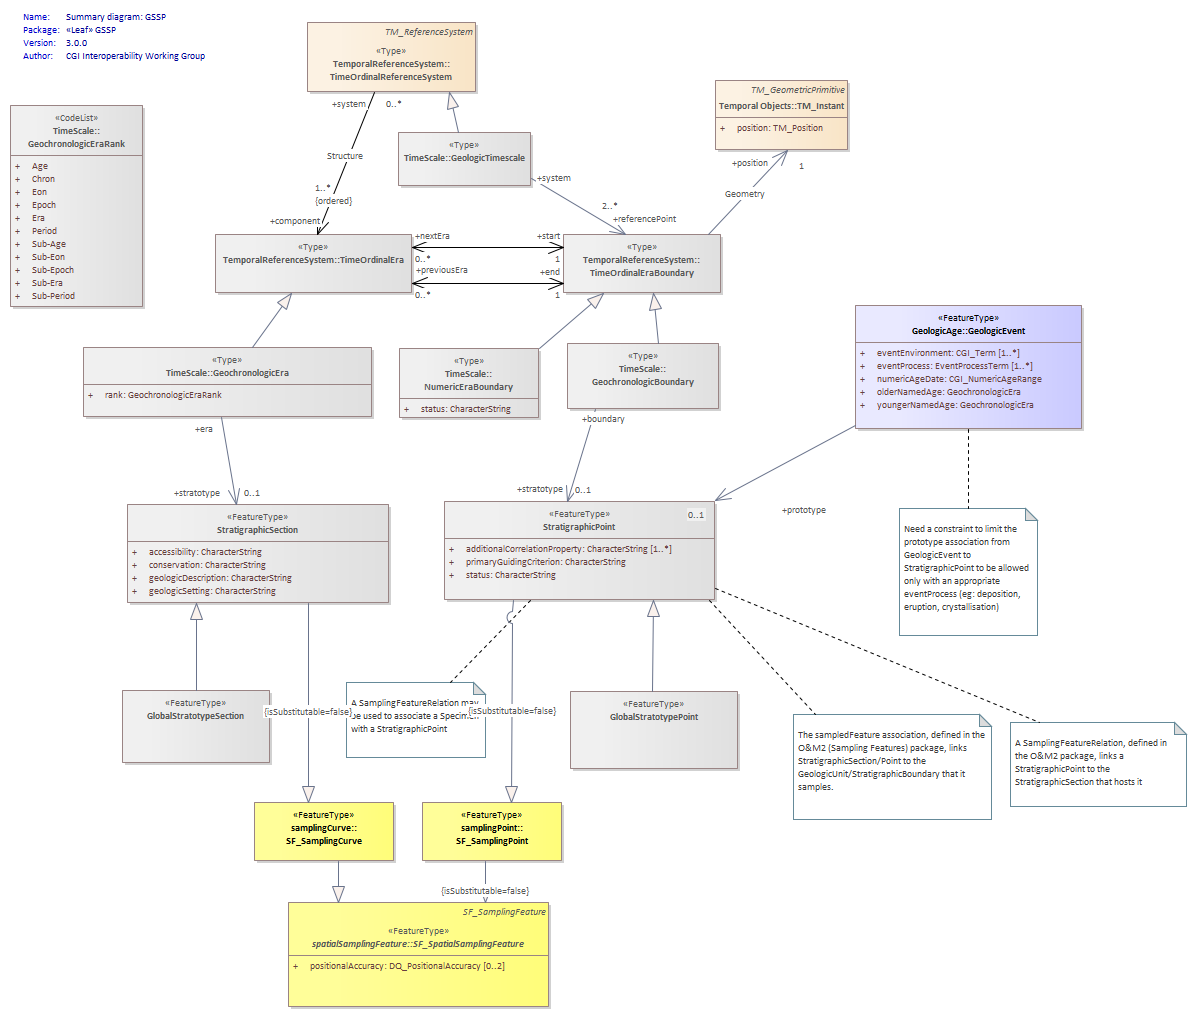 Name: Summary diagram: GSSP
Package: «Leaf» GSSP
Version: 3.0.0
Author: CGI Interoperability Working Group
TM_ReferenceSystem
«Type»
TemporalReferenceSystem::
TimeOrdinalReferenceSystem
TM_GeometricPrimitive
Temporal Objects::TM_Instant
+ position: TM_Position
«CodeList»
TimeScale::
GeochronologicEraRank
+ Age
+ Chron
+ Eon
+ Epoch
+ Era
+ Period
+ Sub-Age
+ Sub-Eon
+ Sub-Epoch
+ Sub-Era
+ Sub-Period
+system 0..*
Structure
1..*
{ordered}
+component
«Type»
TimeScale::GeologicTimescale
+system
2..*
+referencePoint
+position 1
Geometry
«Type»
TemporalReferenceSystem::TimeOrdinalEra
+nextEra +start
0..* 1
+previousEra +end
0..* 1
«Type»
TemporalReferenceSystem::
TimeOrdinalEraBoundary
«Type»
TimeScale::GeochronologicEra
+ rank: GeochronologicEraRank
«Type»
TimeScale::
NumericEraBoundary
+ status: CharacterString
«Type»
TimeScale::
GeochronologicBoundary
«FeatureType»
GeologicAge::GeologicEvent
+ eventEnvironment: CGI_Term [1..*]
+ eventProcess: EventProcessTerm [1..*]
+ numericAgeDate: CGI_NumericAgeRange
+ olderNamedAge: GeochronologicEra
+ youngerNamedAge: GeochronologicEra
+era
+stratotype 0..1
+boundary
+stratotype 0..1
+prototype
«FeatureType»
StratigraphicSection
+ accessibility: CharacterString
+ conservation: CharacterString
+ geologicDescription: CharacterString
+ geologicSetting: CharacterString
«FeatureType» 0..1
StratigraphicPoint
+ additionalCorrelationProperty: CharacterString [1..*]
+ primaryGuidingCriterion: CharacterString
+ status: CharacterString
Need a constraint to limit the
prototype association from
GeologicEvent to
StratigraphicPoint to be allowed
only with an appropriate
eventProcess (eg: deposition,
eruption, crystallisation)
«FeatureType»
GlobalStratotypeSection
{isSubstitutable=false}
A SamplingFeatureRelation may
be used to associate a Specimen
with a StratigraphicPoint
{isSubstitutable=false}
«FeatureType»
GlobalStratotypePoint
The sampledFeature association, defined in the
O&M2 (Sampling Features) package, links
StratigraphicSection/Point to the
GeologicUnit/StratigraphicBoundary that it
samples.
A SamplingFeatureRelation, defined in
the O&M2 package, links a
StratigraphicPoint to the
StratigraphicSection that hosts it
«FeatureType»
samplingCurve::
SF_SamplingCurve
«FeatureType»
samplingPoint::
SF_SamplingPoint
{isSubstitutable=false}
SF_SamplingFeature
«FeatureType»
spatialSamplingFeature::SF_SpatialSamplingFeature
+ positionalAccuracy: DQ_PositionalAccuracy [0..2]